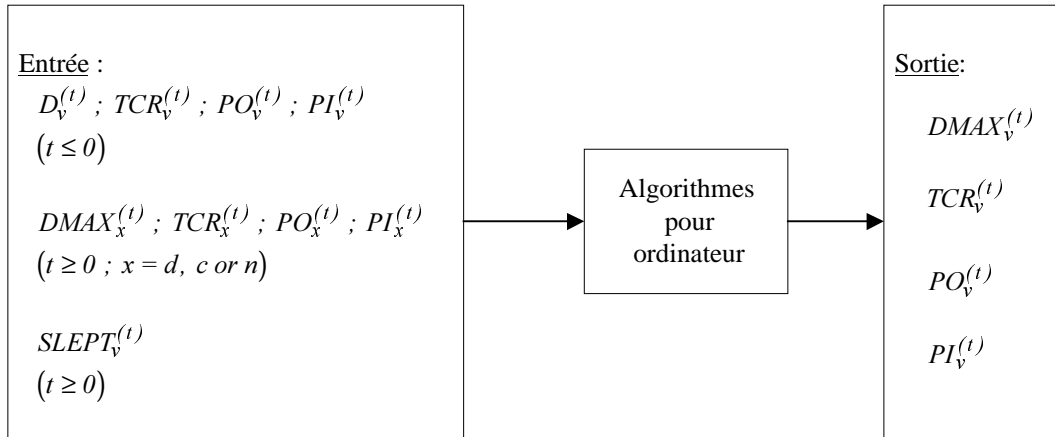 Entrée :
D_v^(t) ; TCR_v^(t) ; PO_v^(t) ; PI_v^(t)
(t ≤ 0)
DMAX_x^(t) ; TCR_x^(t) ; PO_x^(t) ; PI_x^(t)
(t ≥ 0 ; x = d, c or n)
SLEPT_v^(t)
(t ≥ 0)
Algorithmes
pour
ordinateur
Sortie:
DMAX_v^(t)
TCR_v^(t)
PO_v^(t)
PI_v^(t)